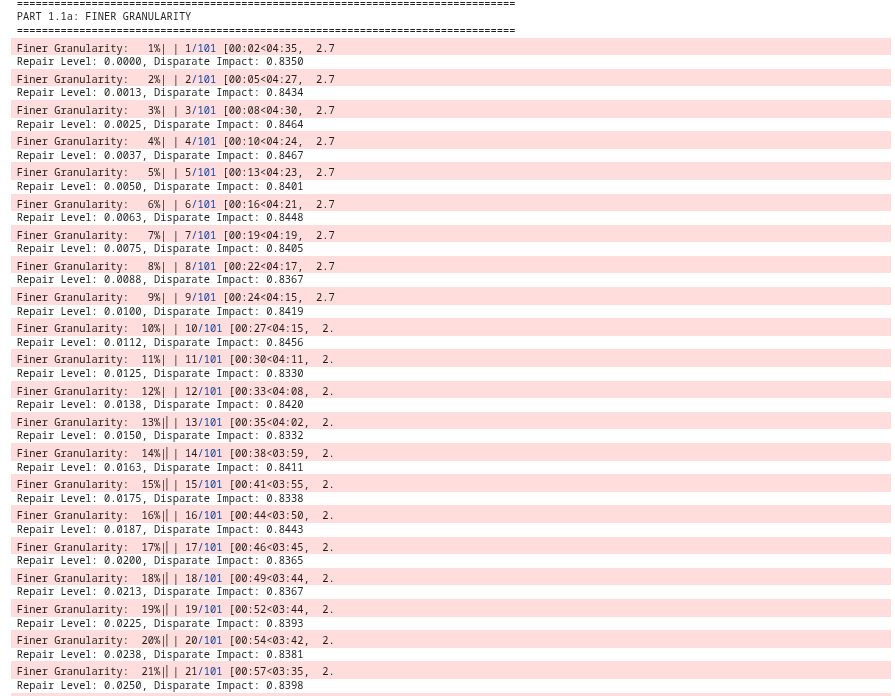 ================================================================================
PART 1.1a: FINER GRANULARITY
================================================================================
Finer Granularity:   1%| | 1/101 [00:02<04:35,  2.7
Repair Level: 0.0000, Disparate Impact: 0.8350
Finer Granularity:   2%| | 2/101 [00:05<04:27,  2.7
Repair Level: 0.0013, Disparate Impact: 0.8434
Finer Granularity:   3%| | 3/101 [00:08<04:30,  2.7
Repair Level: 0.0025, Disparate Impact: 0.8464
Finer Granularity:   4%| | 4/101 [00:10<04:24,  2.7
Repair Level: 0.0037, Disparate Impact: 0.8467
Finer Granularity:   5%| | 5/101 [00:13<04:23,  2.7
Repair Level: 0.0050, Disparate Impact: 0.8401
Finer Granularity:   6%| | 6/101 [00:16<04:21,  2.7
Repair Level: 0.0063, Disparate Impact: 0.8448
Finer Granularity:   7%| | 7/101 [00:19<04:19,  2.7
Repair Level: 0.0075, Disparate Impact: 0.8405
Finer Granularity:   8%| | 8/101 [00:22<04:17,  2.7
Repair Level: 0.0088, Disparate Impact: 0.8367
Finer Granularity:   9%| | 9/101 [00:24<04:15,  2.7
Repair Level: 0.0100, Disparate Impact: 0.8419
Finer Granularity:  10%| | 10/101 [00:27<04:15,  2.
Repair Level: 0.0112, Disparate Impact: 0.8456
Finer Granularity:  11%| | 11/101 [00:30<04:11,  2.
Repair Level: 0.0125, Disparate Impact: 0.8330
Finer Granularity:  12%| | 12/101 [00:33<04:08,  2.
Repair Level: 0.0138, Disparate Impact: 0.8420
Finer Granularity:  13%|▏| 13/101 [00:35<04:02,  2.
Repair Level: 0.0150, Disparate Impact: 0.8332
Finer Granularity:  14%|▏| 14/101 [00:38<03:59,  2.
Repair Level: 0.0163, Disparate Impact: 0.8411
Finer Granularity:  15%|▏| 15/101 [00:41<03:55,  2.
Repair Level: 0.0175, Disparate Impact: 0.8338
Finer Granularity:  16%|▏| 16/101 [00:44<03:50,  2.
Repair Level: 0.0187, Disparate Impact: 0.8443
Finer Granularity:  17%|▏| 17/101 [00:46<03:45,  2.
Repair Level: 0.0200, Disparate Impact: 0.8365
Finer Granularity:  18%|▏| 18/101 [00:49<03:44,  2.
Repair Level: 0.0213, Disparate Impact: 0.8367
Finer Granularity:  19%|▏| 19/101 [00:52<03:44,  2.
Repair Level: 0.0225, Disparate Impact: 0.8393
Finer Granularity:  20%|▏| 20/101 [00:54<03:42,  2.
Repair Level: 0.0238, Disparate Impact: 0.8381
Finer Granularity:  21%|▏| 21/101 [00:57<03:35,  2.
Repair Level: 0.0250, Disparate Impact: 0.8398